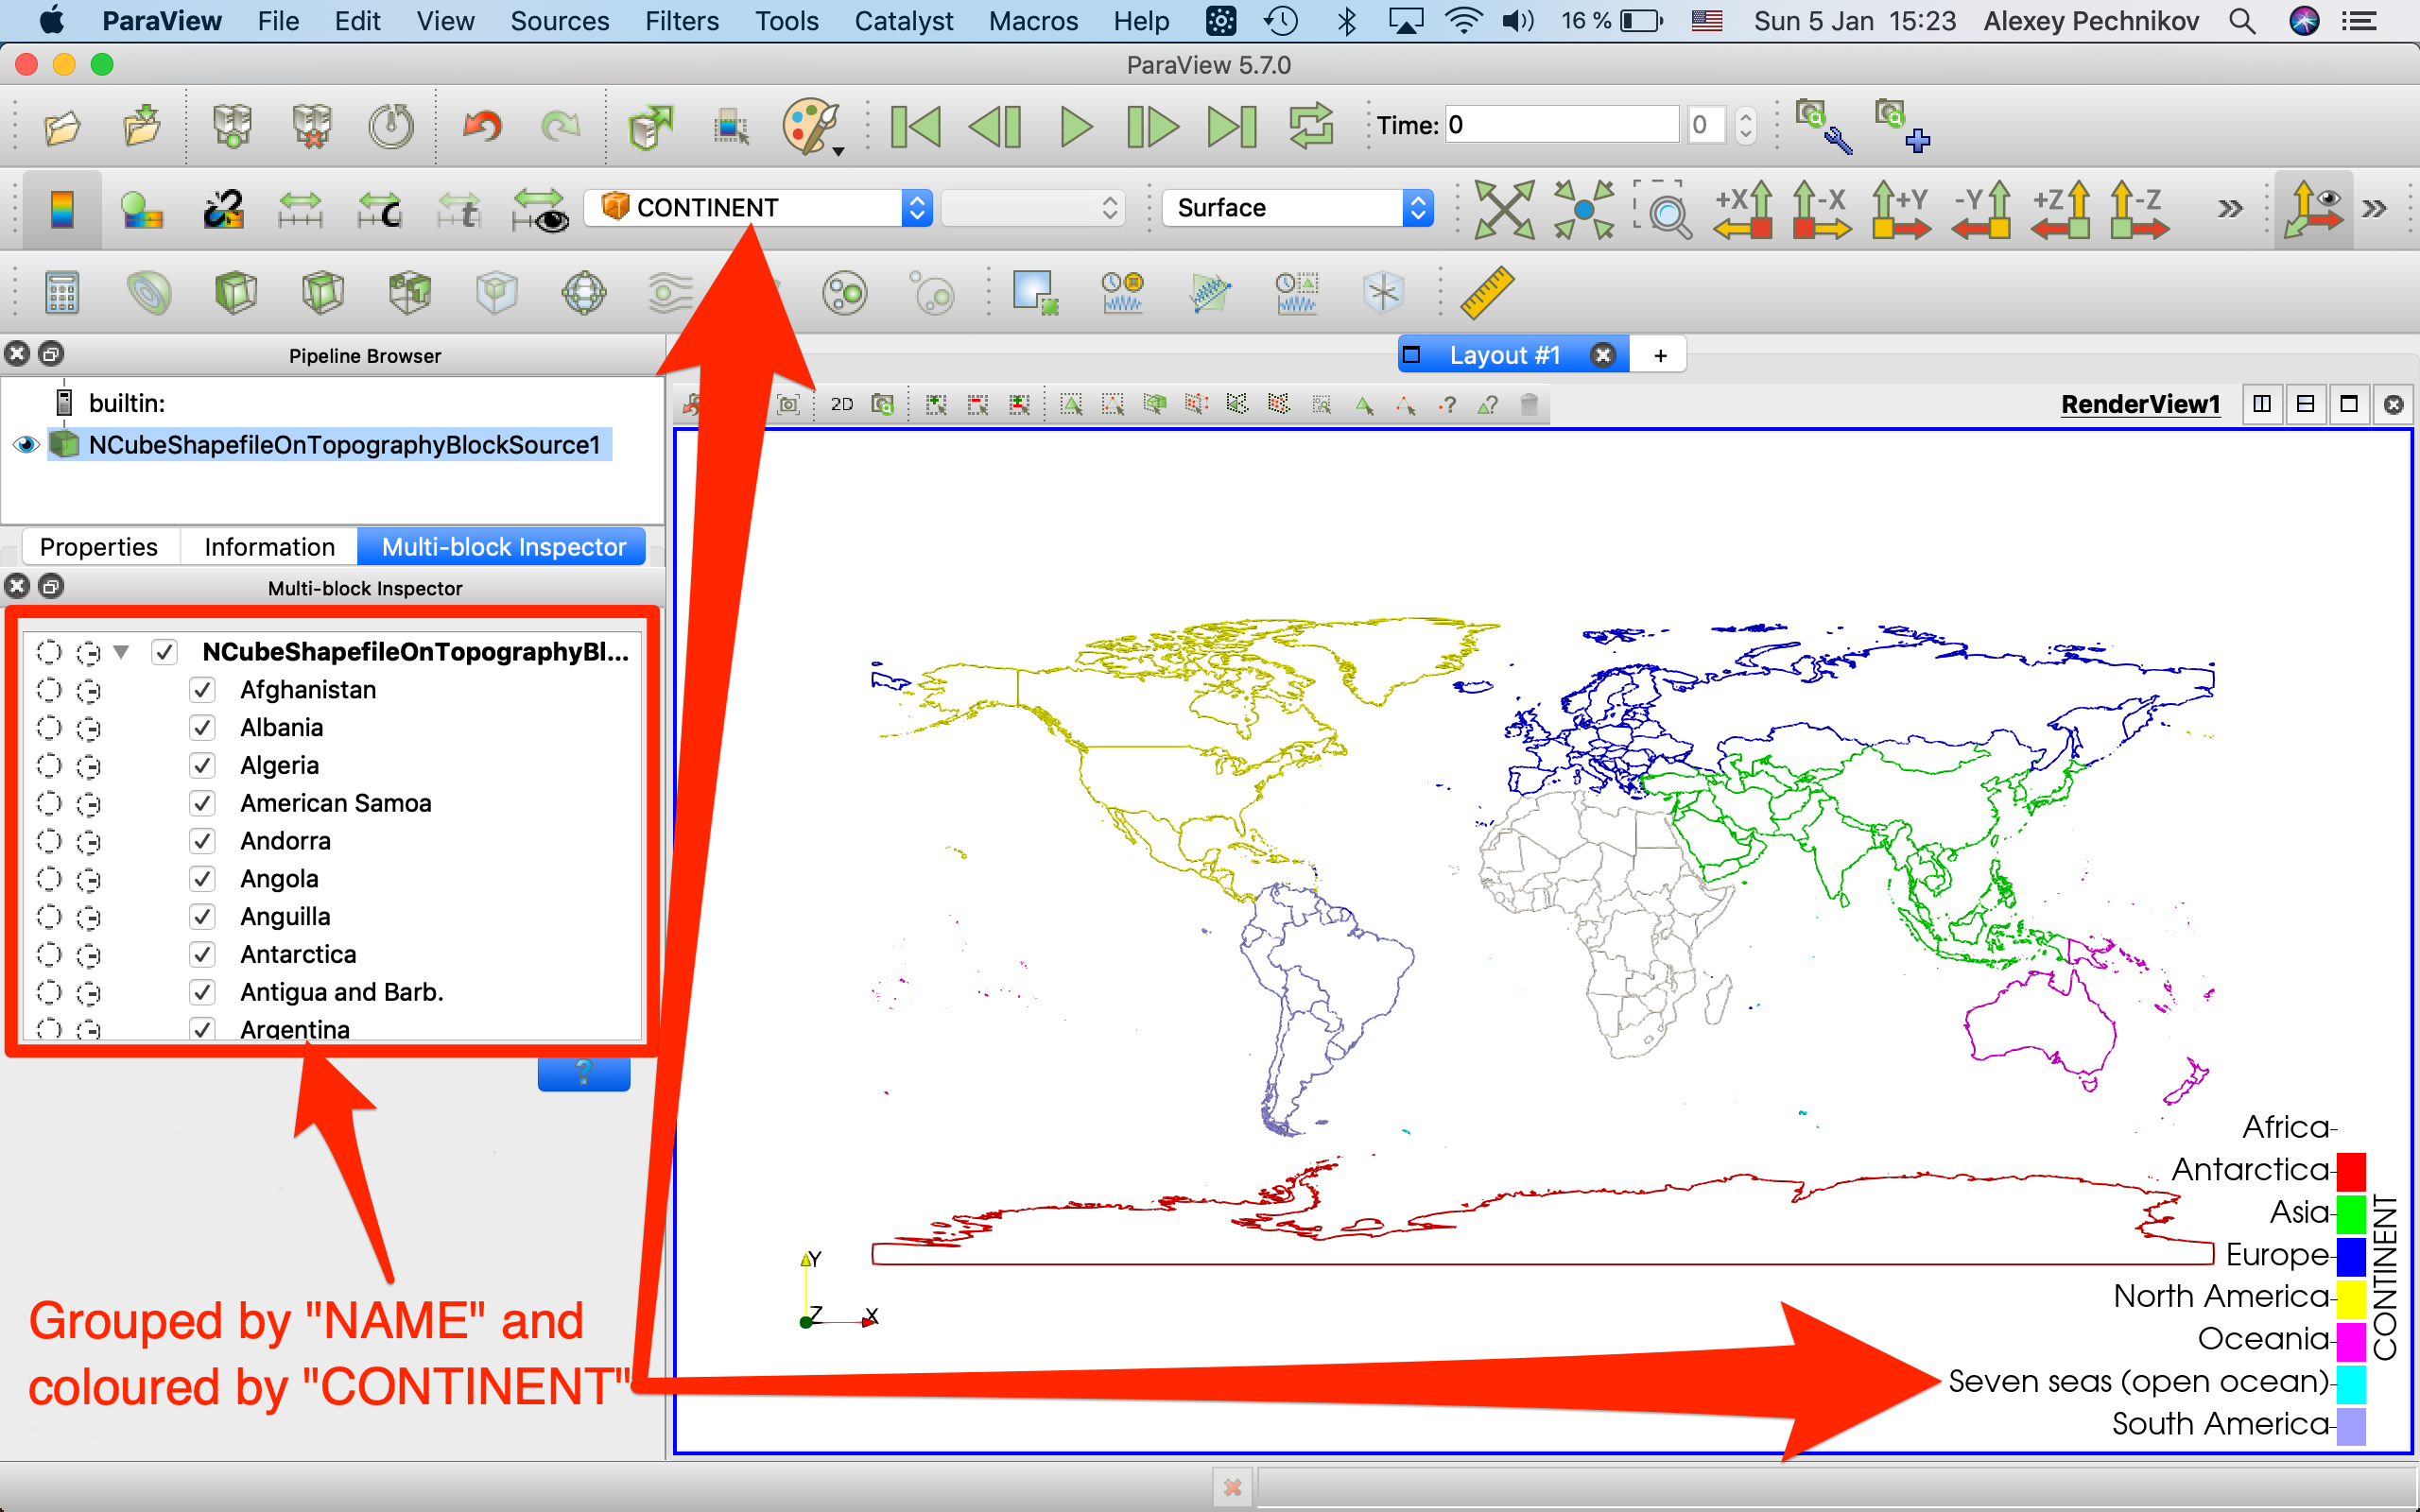 ParaView File Edit View Sources Filters Tools Catalyst Macros Help 16 % Sun 5 Jan 15:23 Alexey Pechnikov
ParaView 5.7.0
Time: 0 0
CONTINENT Surface +X -X +Y -Y +Z -Z
Pipeline Browser
builtin:
NCubeShapefileOnTopographyBlockSource1
Properties Information Multi-block Inspector
Multi-block Inspector
NCubeShapefileOnTopographyBl...
Afghanistan
Albania
Algeria
American Samoa
Andorra
Angola
Anguilla
Antarctica
Antigua and Barb.
Argentina
?
Grouped by "NAME" and
coloured by "CONTINENT"
Layout #1 +
2D RenderView1
Y
Z X
Africa
Antarctica
Asia
Europe
North America
Oceania
Seven seas (open ocean)
South America
CONTINENT